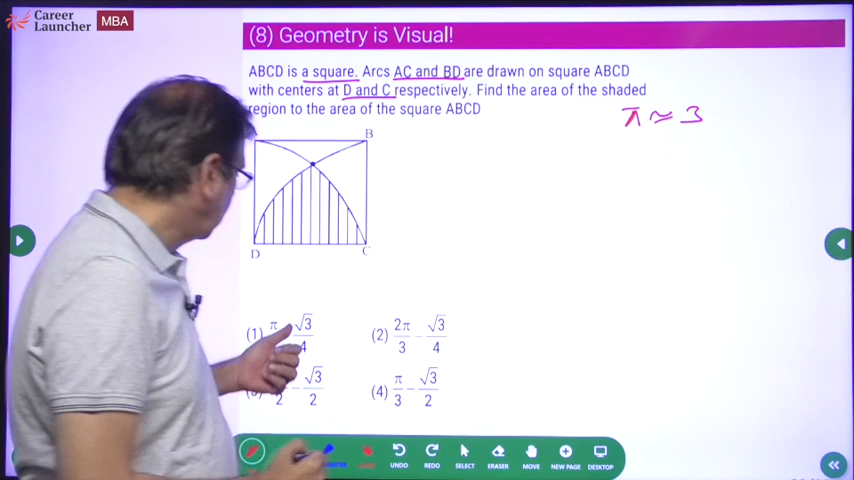 Career
Launcher MBA
(8) Geometry is Visual!
ABCD is a square. Arcs AC and BD are drawn on square ABCD
with centers at D and C respectively. Find the area of the shaded
region to the area of the square ABCD
π ≈ 3
B
D C
(1) π √3 4
(2) 2π/3 − √3/4
2 − √3/2
(4) π/3 − √3/2
UNDO REDO SELECT ERASER MOVE NEW PAGE DESKTOP